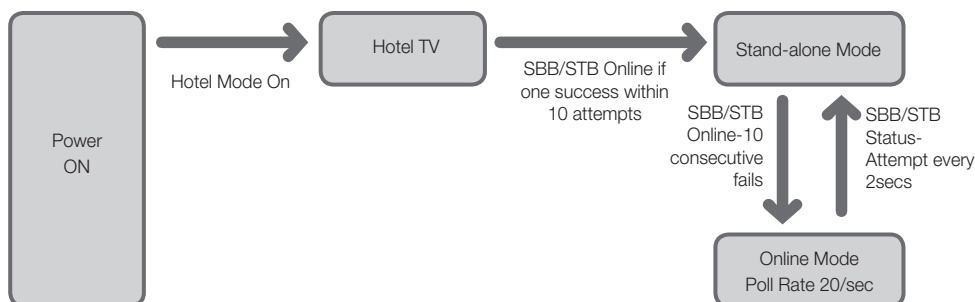 Power
ON
Hotel Mode On
Hotel TV
SBB/STB Online if
one success within
10 attempts
Stand-alone Mode
SBB/STB
Online-10
consecutive
fails
SBB/STB
Status-
Attempt every
2secs
Online Mode
Poll Rate 20/sec